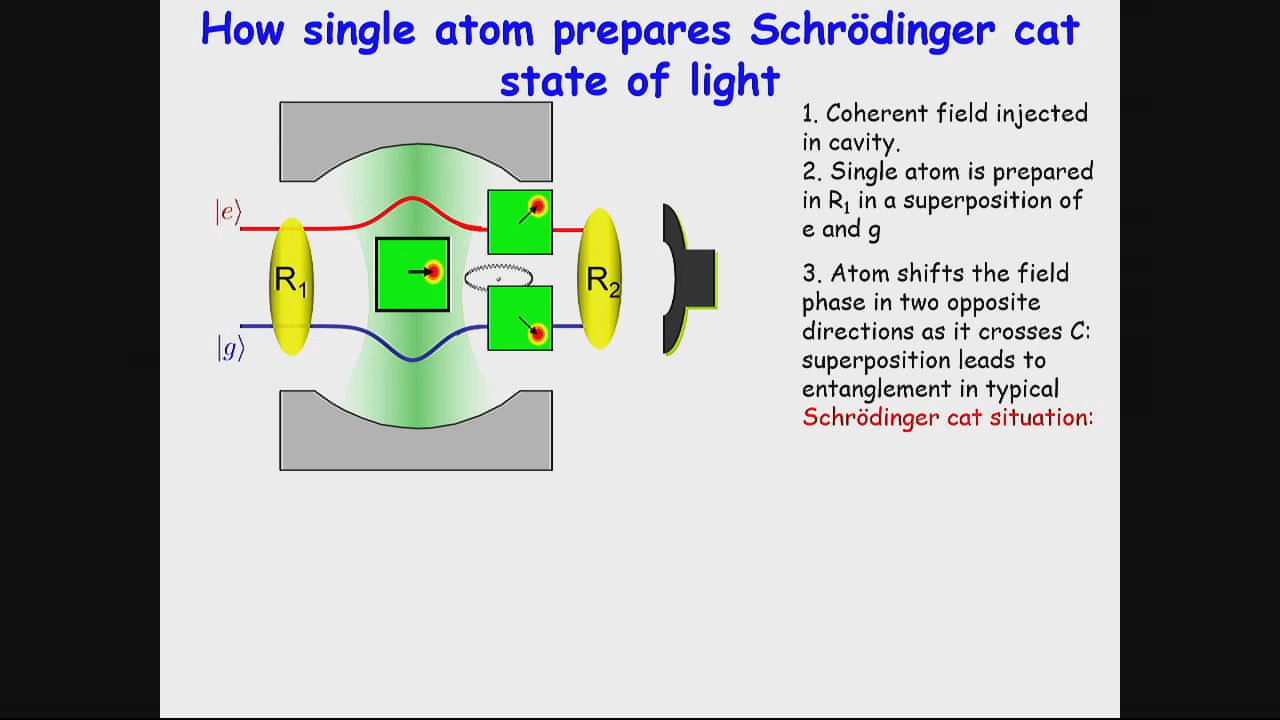 How single atom prepares Schrödinger cat
state of light
1. Coherent field injected
in cavity.
2. Single atom is prepared
in R₁ in a superposition of
e and g
3. Atom shifts the field
phase in two opposite
directions as it crosses C:
superposition leads to
entanglement in typical
Schrödinger cat situation:
|e⟩
R₁
R₂
|g⟩